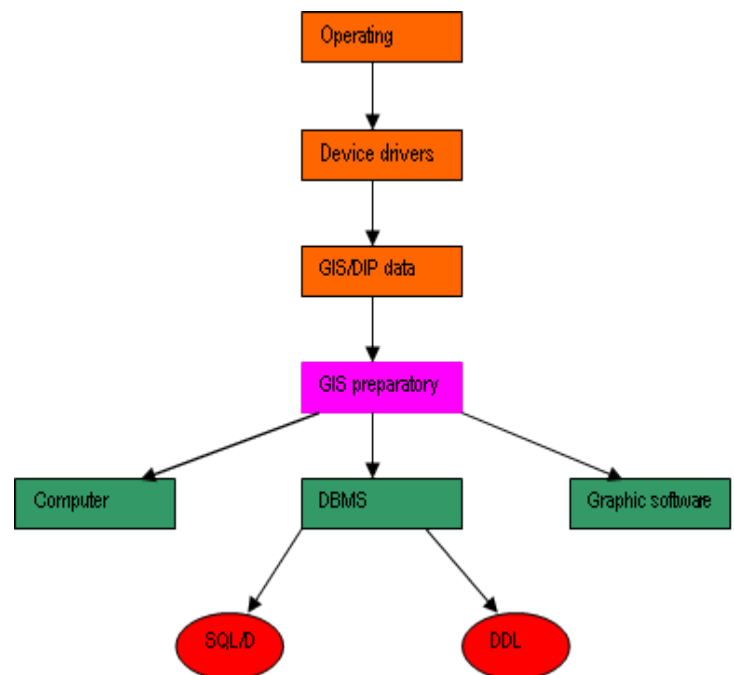 Operating
Device drivers
GIS/DIP data
GIS preparatory
Computer
DBMS
Graphic software
SQL/D
DDL